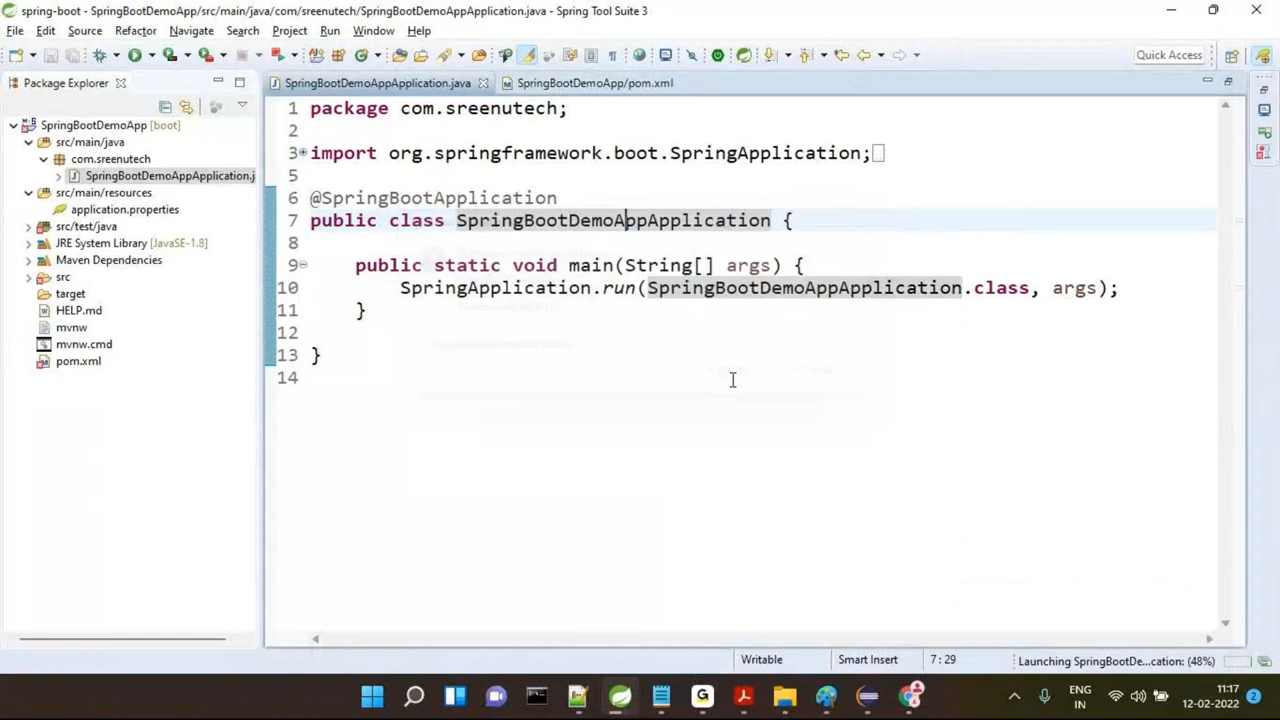 spring-boot - SpringBootDemoApp/src/main/java/com/sreenutech/SpringBootDemoAppApplication.java - Spring Tool Suite 3
File Edit Source Refactor Navigate Search Project Run Window Help
Quick Access
Package Explorer
SpringBootDemoAppApplication.java
SpringBootDemoApp/pom.xml
SpringBootDemoApp [boot]
src/main/java
com.sreenutech
SpringBootDemoAppApplication.j
src/main/resources
application.properties
src/test/java
JRE System Library [JavaSE-1.8]
Maven Dependencies
src
target
HELP.md
mvnw
mvnw.cmd
pom.xml
1 package com.sreenutech;
2
3 import org.springframework.boot.SpringApplication;
5
6 @SpringBootApplication
7 public class SpringBootDemoAppApplication {
8
9 public static void main(String[] args) {
10 SpringApplication.run(SpringBootDemoAppApplication.class, args);
11 }
12
13 }
14
Writable Smart Insert 7 : 29 Launching SpringBootDe...cation: (48%)
ENG
IN
11:17
12-02-2022
2